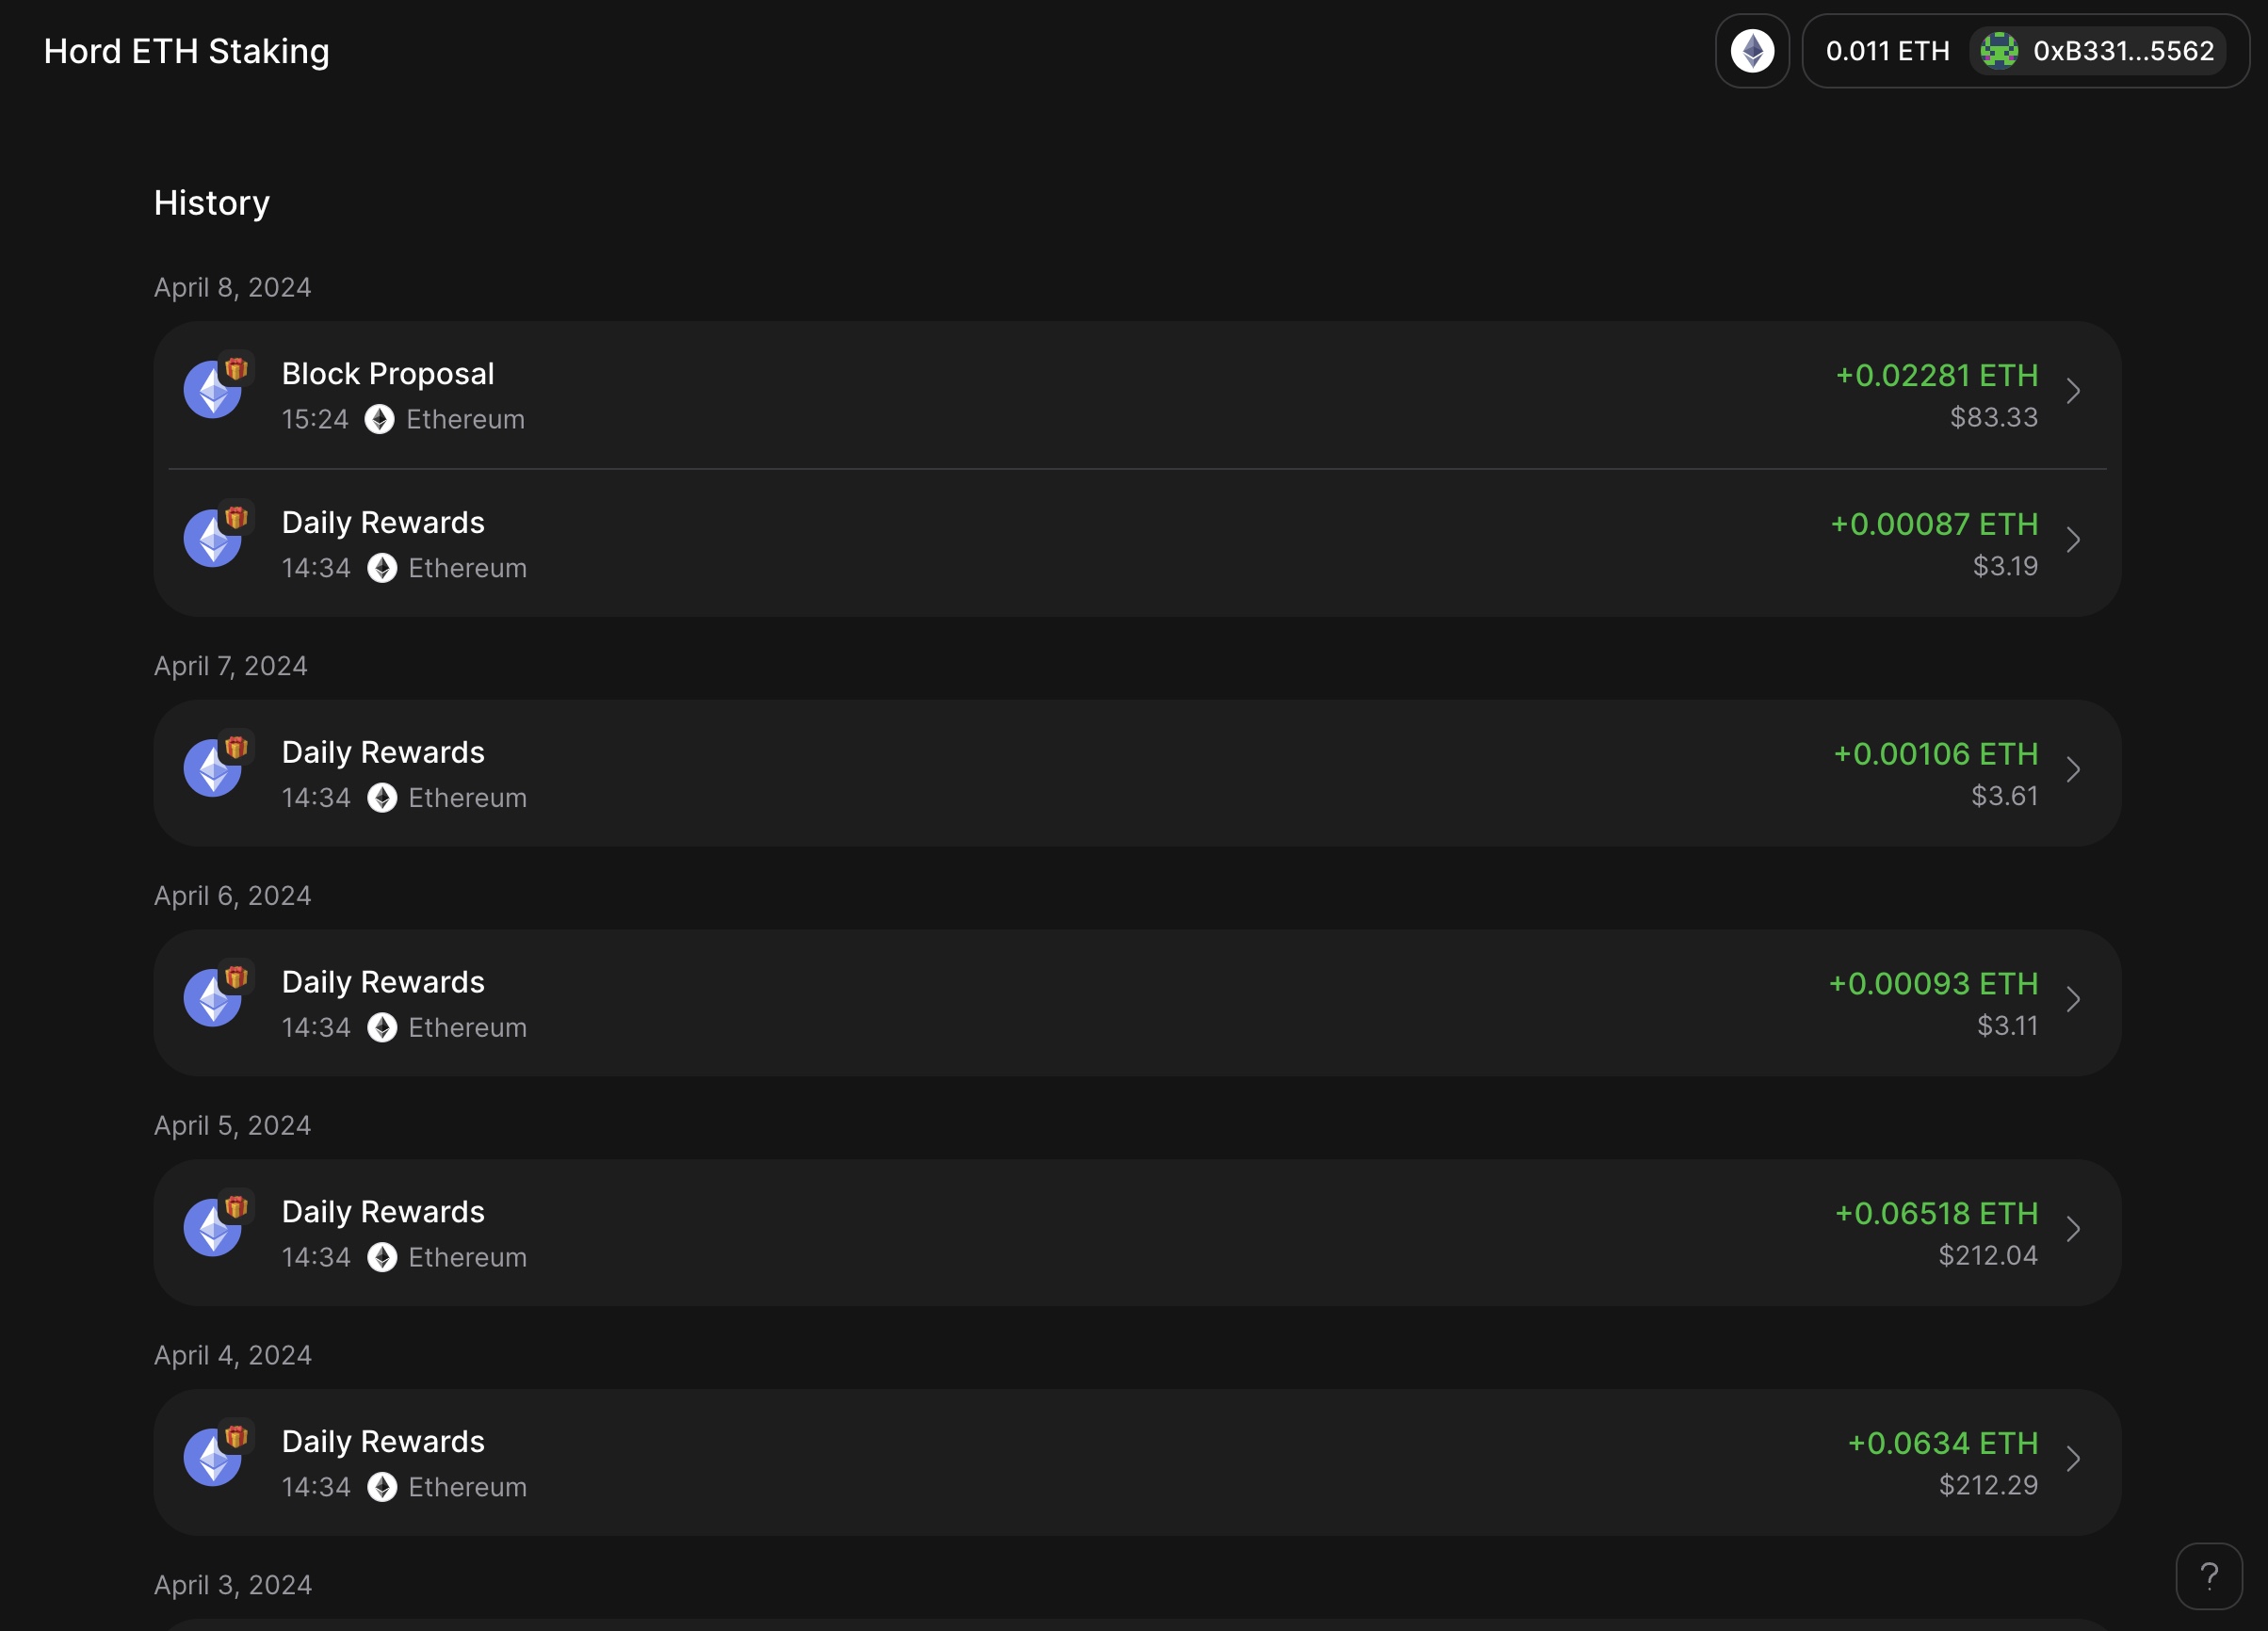 Hord ETH Staking
0.011 ETH 0xB331...5562
History
April 8, 2024
Block Proposal
+0.02281 ETH
15:24 Ethereum
$83.33
Daily Rewards
+0.00087 ETH
14:34 Ethereum
$3.19
April 7, 2024
Daily Rewards
+0.00106 ETH
14:34 Ethereum
$3.61
April 6, 2024
Daily Rewards
+0.00093 ETH
14:34 Ethereum
$3.11
April 5, 2024
Daily Rewards
+0.06518 ETH
14:34 Ethereum
$212.04
April 4, 2024
Daily Rewards
+0.0634 ETH
14:34 Ethereum
$212.29
April 3, 2024
?